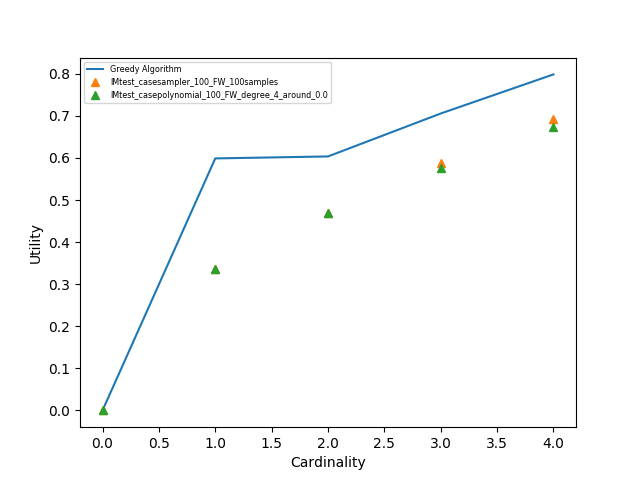 Greedy Algorithm
IMtest_casesampler_100_FW_100samples
IMtest_casepolynomial_100_FW_degree_4_around_0.0
0.8
0.7
0.6
0.5
0.4
0.3
0.2
0.1
0.0
Utility
0.0 0.5 1.0 1.5 2.0 2.5 3.0 3.5 4.0
Cardinality